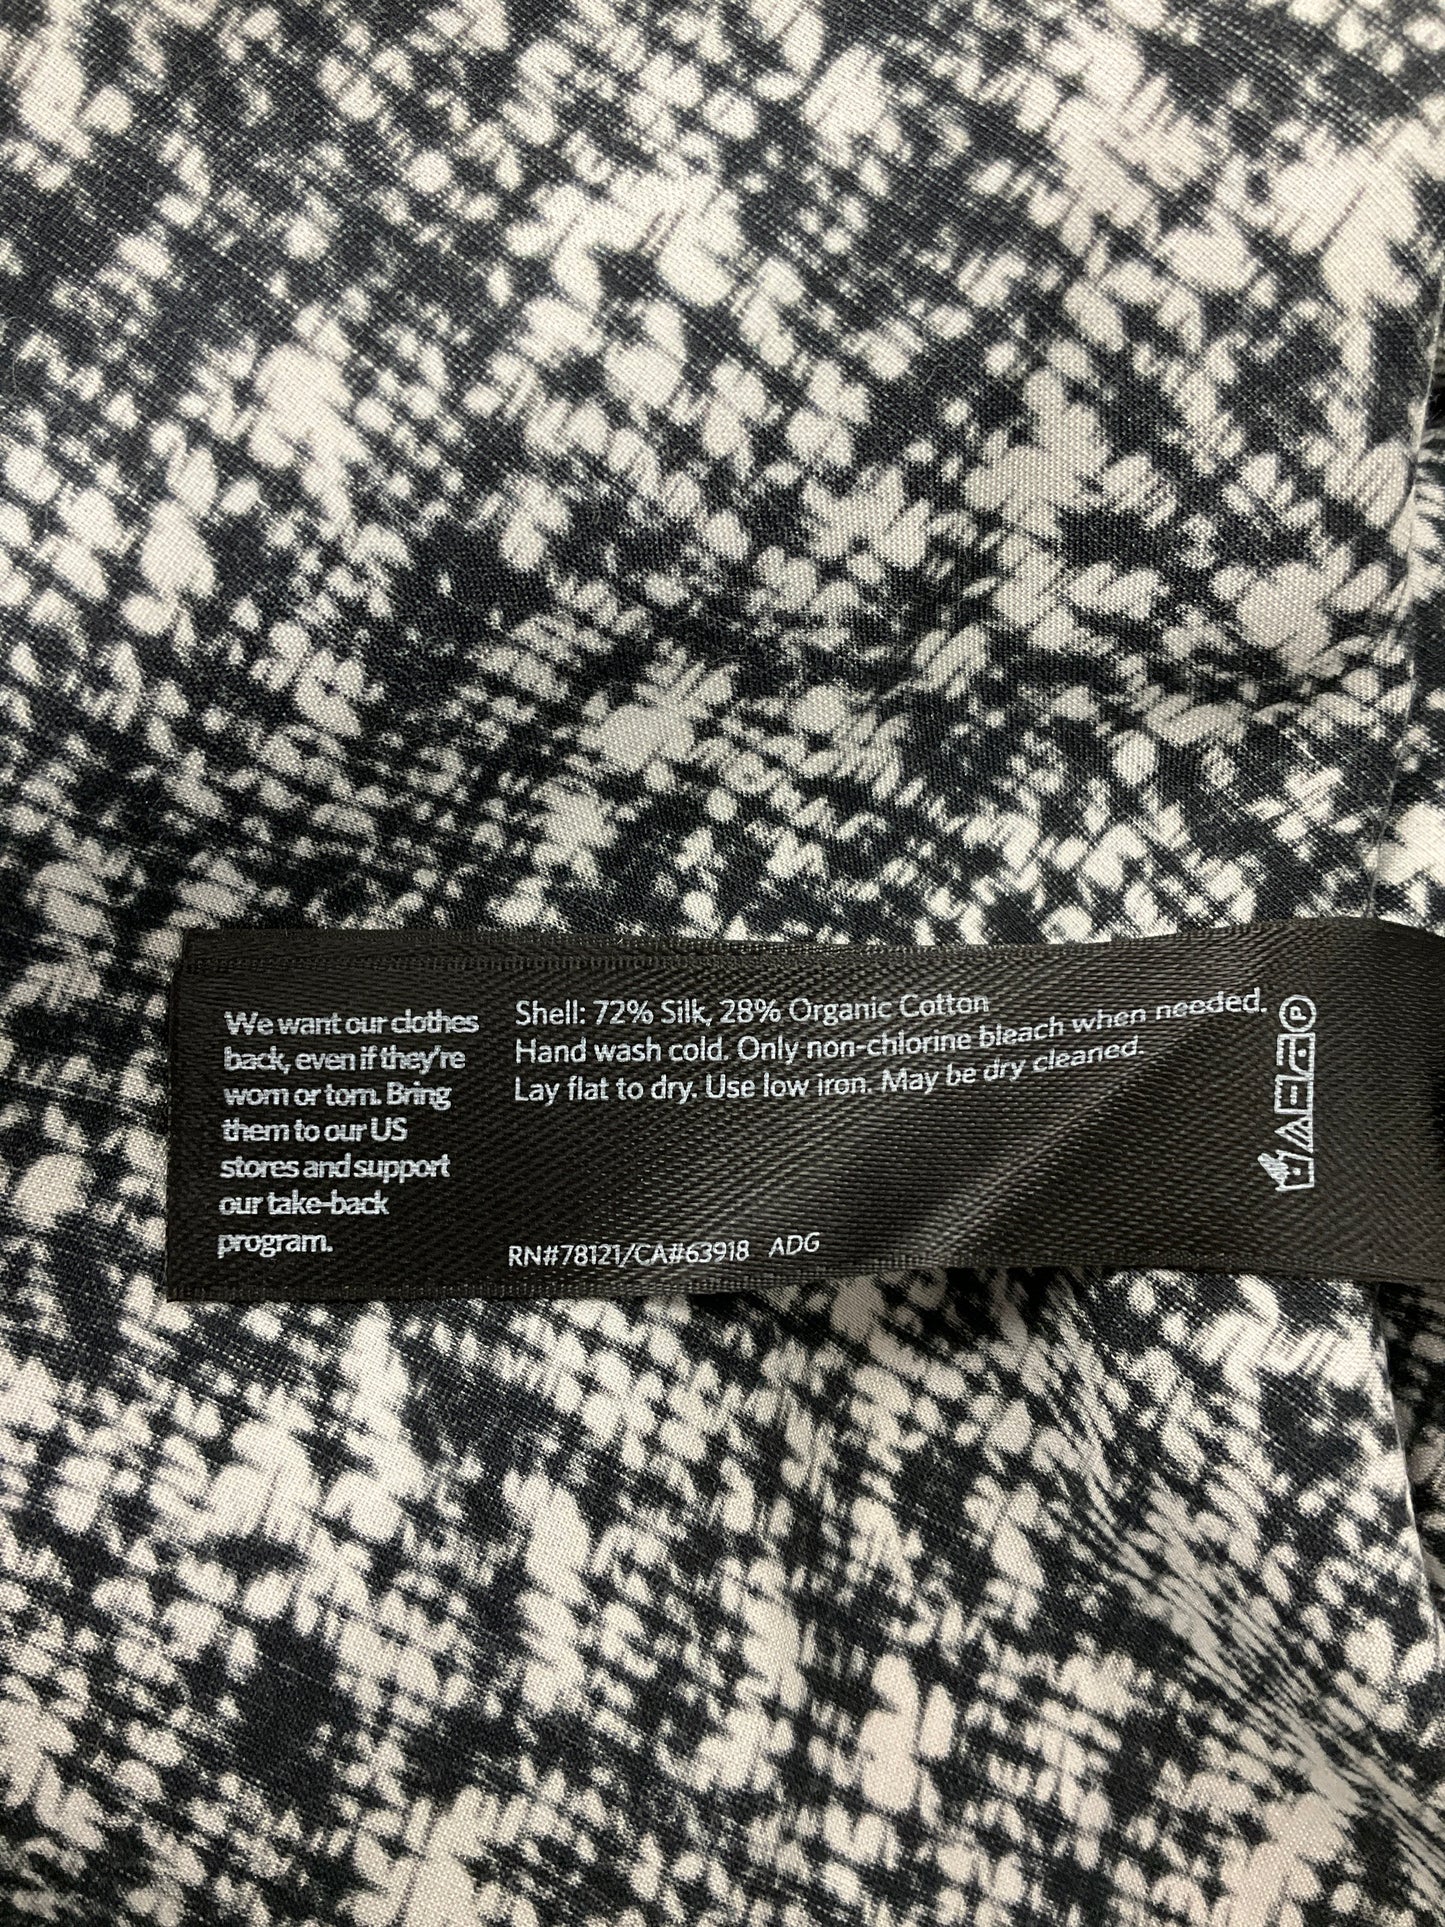 We want our clothes
back, even if they're
worn or torn. Bring
them to our US
stores and support
our take-back
program.
Shell: 72% Silk, 28% Organic Cotton
Hand wash cold. Only non-chlorine bleach when needed.
Lay flat to dry. Use low iron. May be dry cleaned.
RN#78121/CA#63918 ADG
P